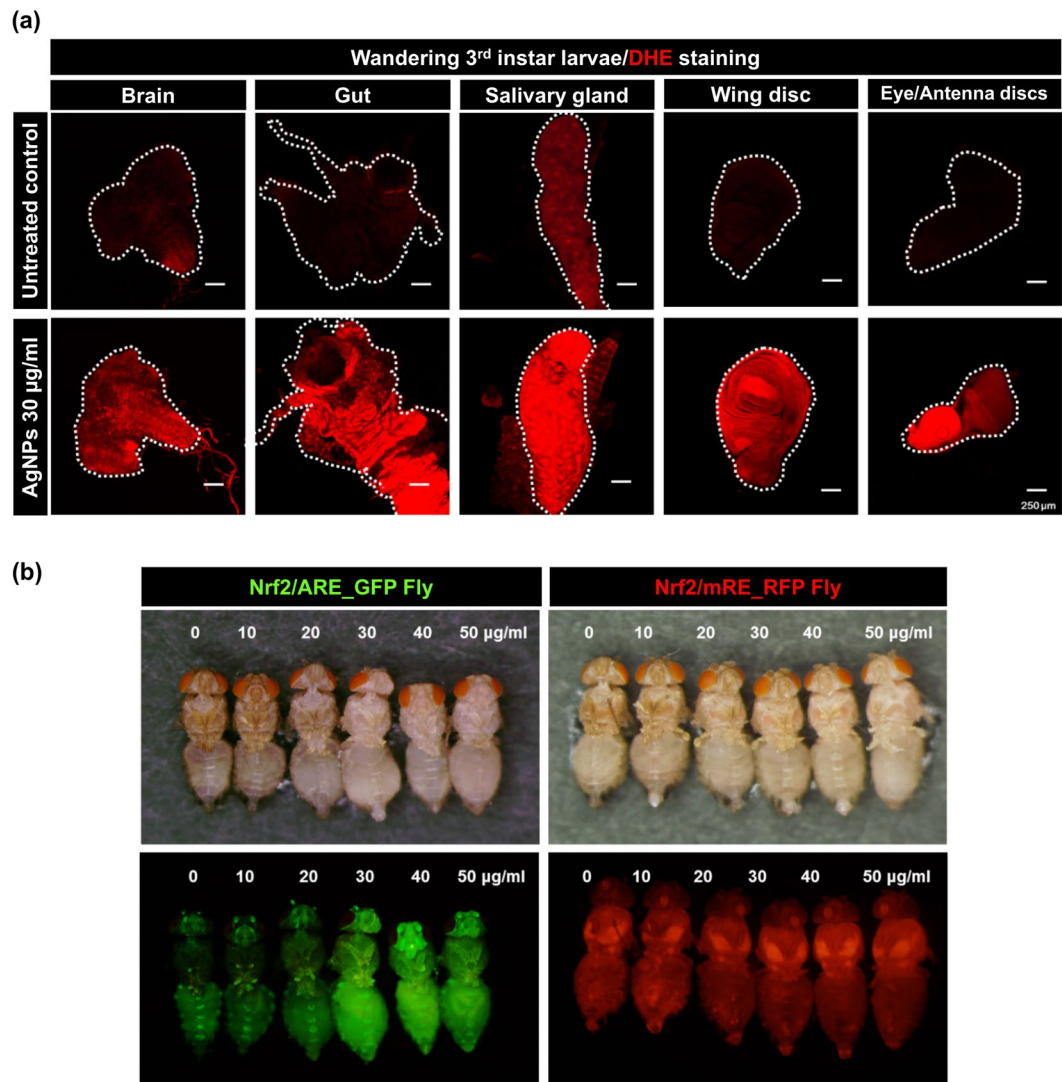 (a)
Wandering 3rd instar larvae/DHE staining
Brain Gut Salivary gland Wing disc Eye/Antenna discs
Untreated control
AgNPs 30 µg/ml
250 µm
(b)
Nrf2/ARE_GFP Fly Nrf2/mRE_RFP Fly
0 10 20 30 40 50 µg/ml 0 10 20 30 40 50 µg/ml
0 10 20 30 40 50 µg/ml 0 10 20 30 40 50 µg/ml